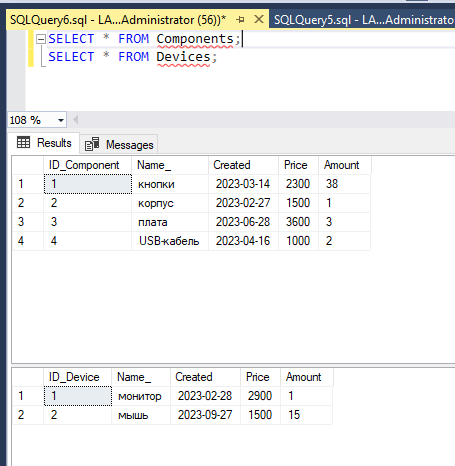 SQLQuery6.sql - LA...Administrator (56))* SQLQuery5.sql - LA...Administrato
SELECT * FROM Components;
SELECT * FROM Devices;
108 %
Results Messages
ID_Component Name_ Created Price Amount
1 1 кнопки 2023-03-14 2300 38
2 2 корпус 2023-02-27 1500 1
3 3 плата 2023-06-28 3600 3
4 4 USB-кабель 2023-04-16 1000 2
ID_Device Name_ Created Price Amount
1 1 монитор 2023-02-28 2900 1
2 2 мышь 2023-09-27 1500 15